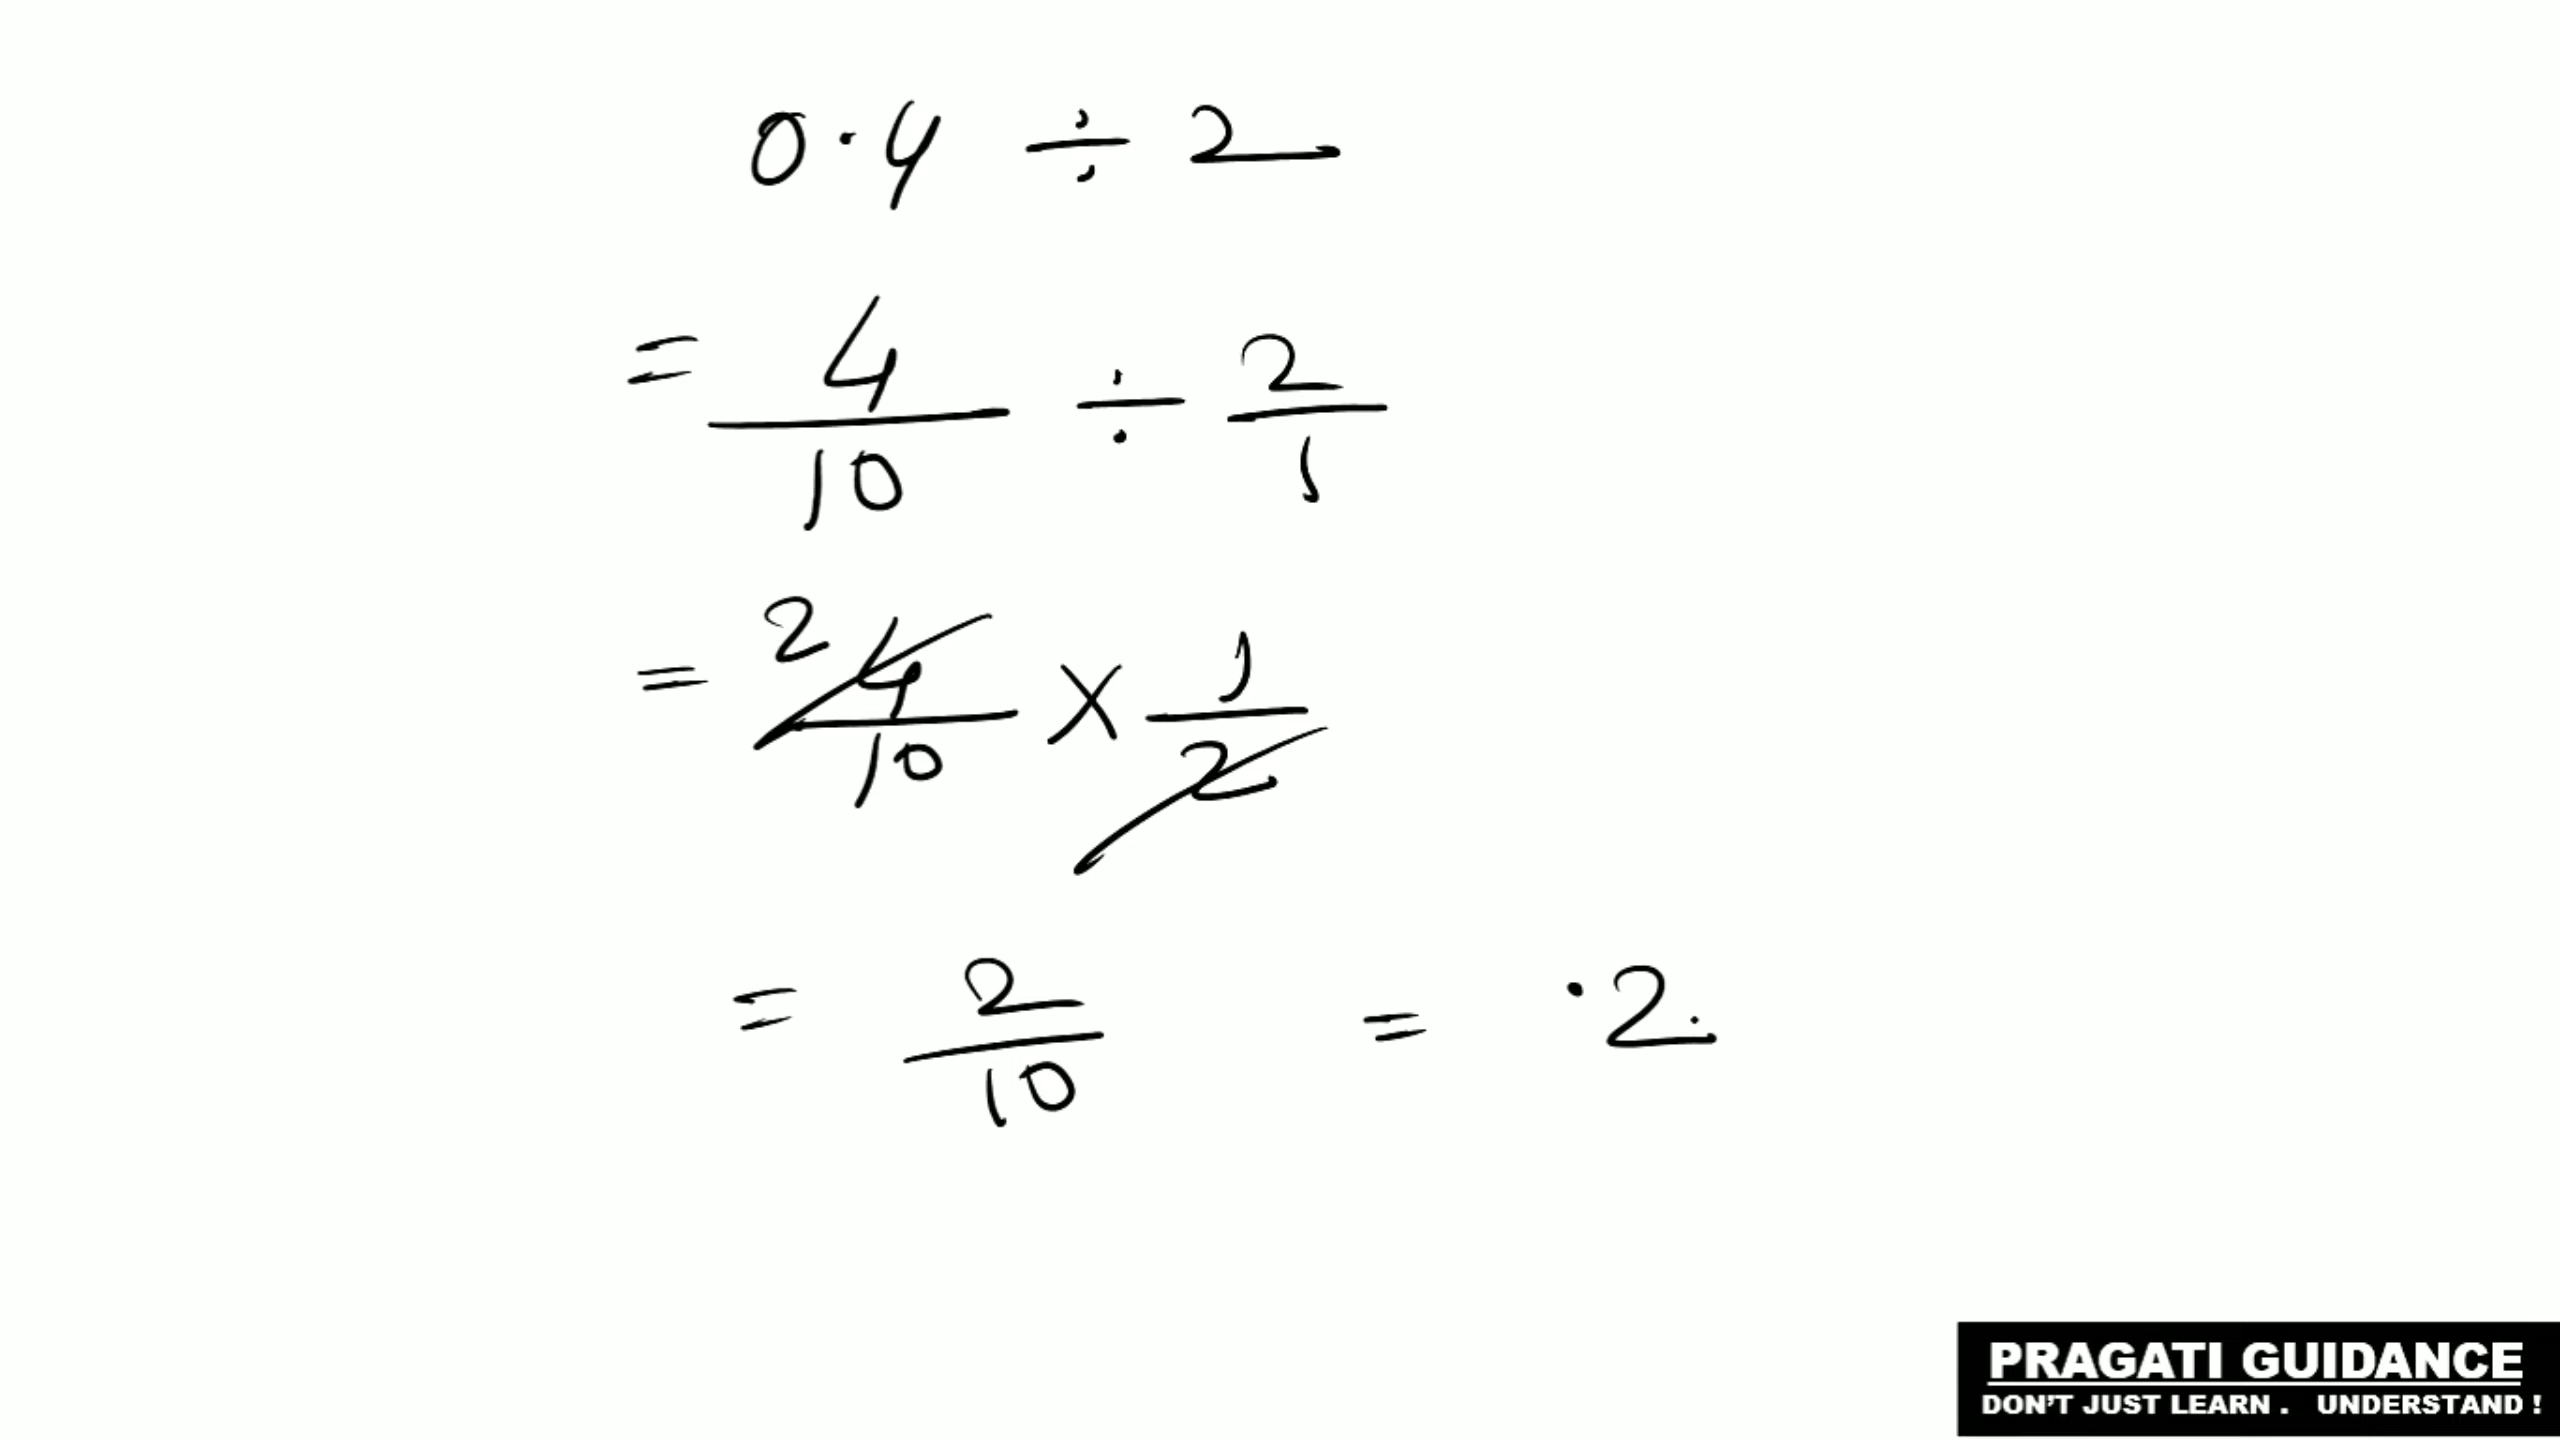 0.4 ÷ 2
= 4/10 ÷ 2/1
= 2 4/10 × 1/2
= 2/10 = .2
PRAGATI GUIDANCE
DON'T JUST LEARN . UNDERSTAND !